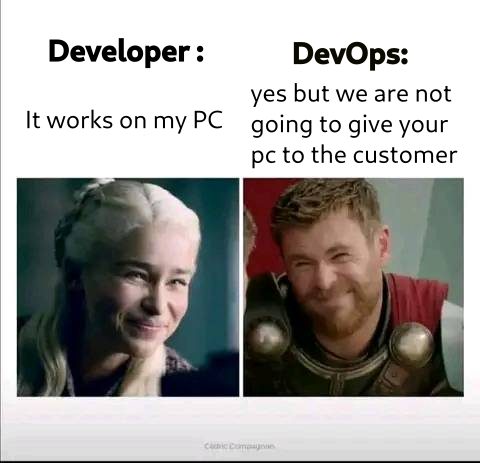 Developer :
It works on my PC
DevOps:
yes but we are not
going to give your
pc to the customer
Cédric Compagnon